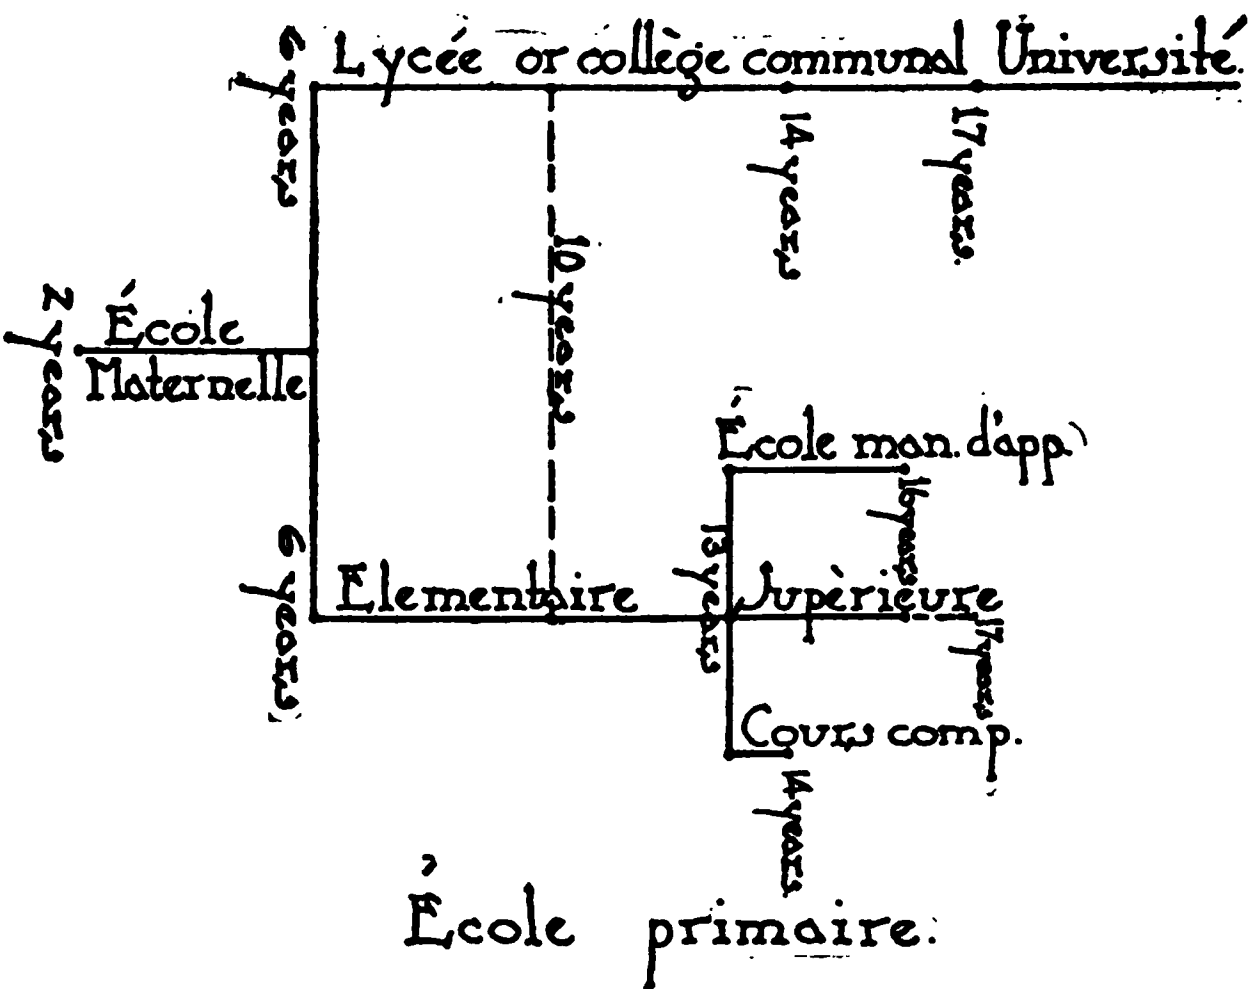 Lycée or collège communal Université.
6 years
14 years
17 years.
10 years
2 years
École
Maternelle
École man. d'app.
16 years
6 years
Elementaire
13 years
Supèrieure
17 years
Cours comp.
14 years
École primaire.